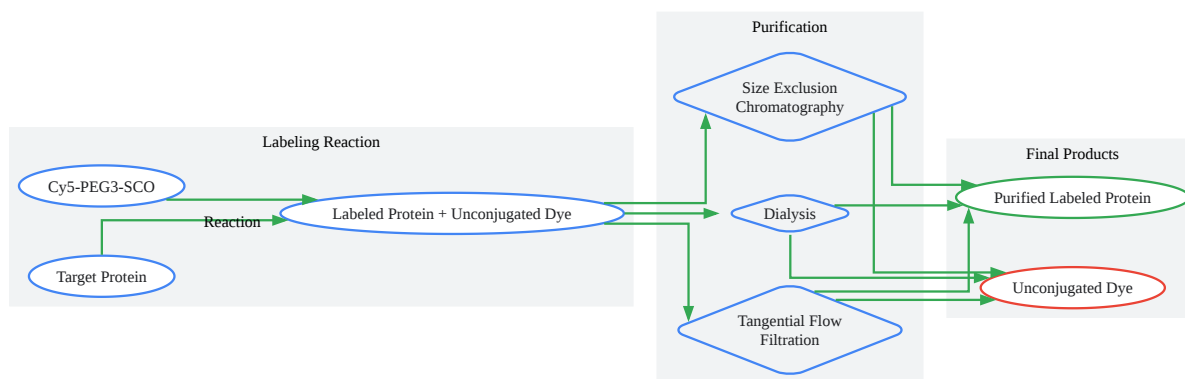 Labeling Reaction
Cy5-PEG3-SCO
Reaction
Target Protein
Labeled Protein + Unconjugated Dye
Purification
Size Exclusion
Chromatography
Dialysis
Tangential Flow
Filtration
Final Products
Purified Labeled Protein
Unconjugated Dye